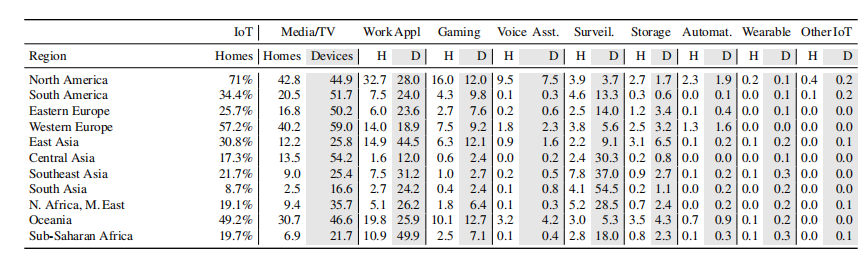 IoT Media/TV Work Appl Gaming Voice Asst. Surveil. Storage Automat. Wearable Other IoT
Region Homes Homes Devices H D H D H D H D H D H D H D H D
North America 71% 42.8 44.9 32.7 28.0 16.0 12.0 9.5 7.5 3.9 3.7 2.7 1.7 2.3 1.9 0.2 0.1 0.4 0.2
South America 34.4% 20.5 51.7 7.5 24.0 4.3 9.8 0.1 0.3 4.6 13.3 0.3 0.6 0.0 0.1 0.0 0.1 0.1 0.2
Eastern Europe 25.7% 16.8 50.2 6.0 23.6 2.7 7.6 0.2 0.6 2.5 14.0 1.2 3.4 0.1 0.4 0.0 0.1 0.0 0.0
Western Europe 57.2% 40.2 59.0 14.0 18.9 7.5 9.2 1.8 2.3 3.8 5.6 2.5 3.2 1.3 1.6 0.0 0.0 0.0 0.0
East Asia 30.8% 12.2 25.8 14.9 44.5 6.3 12.1 0.9 1.6 2.2 9.1 3.1 6.5 0.1 0.2 0.1 0.2 0.0 0.1
Central Asia 17.3% 13.5 54.2 1.6 12.0 0.6 2.4 0.0 0.2 2.4 30.3 0.2 0.8 0.0 0.0 0.0 0.1 0.0 0.0
Southeast Asia 21.7% 9.0 25.4 7.5 31.2 1.0 2.7 0.2 0.5 7.8 37.0 0.9 2.7 0.1 0.2 0.1 0.3 0.0 0.0
South Asia 8.7% 2.5 16.6 2.7 24.2 0.4 2.4 0.1 0.8 4.1 54.5 0.2 1.1 0.0 0.2 0.0 0.2 0.0 0.0
N. Africa, M. East 19.1% 9.4 35.7 5.1 26.2 1.8 6.4 0.1 0.3 5.2 28.5 0.7 2.4 0.0 0.2 0.0 0.2 0.0 0.1
Oceania 49.2% 30.7 46.6 19.8 25.9 10.1 12.7 3.2 4.2 3.0 5.3 3.5 4.3 0.7 0.9 0.1 0.2 0.0 0.0
Sub-Saharan Africa 19.7% 6.9 21.7 10.9 49.9 2.5 7.1 0.1 0.4 2.8 18.0 0.8 2.3 0.1 0.3 0.1 0.3 0.0 0.1